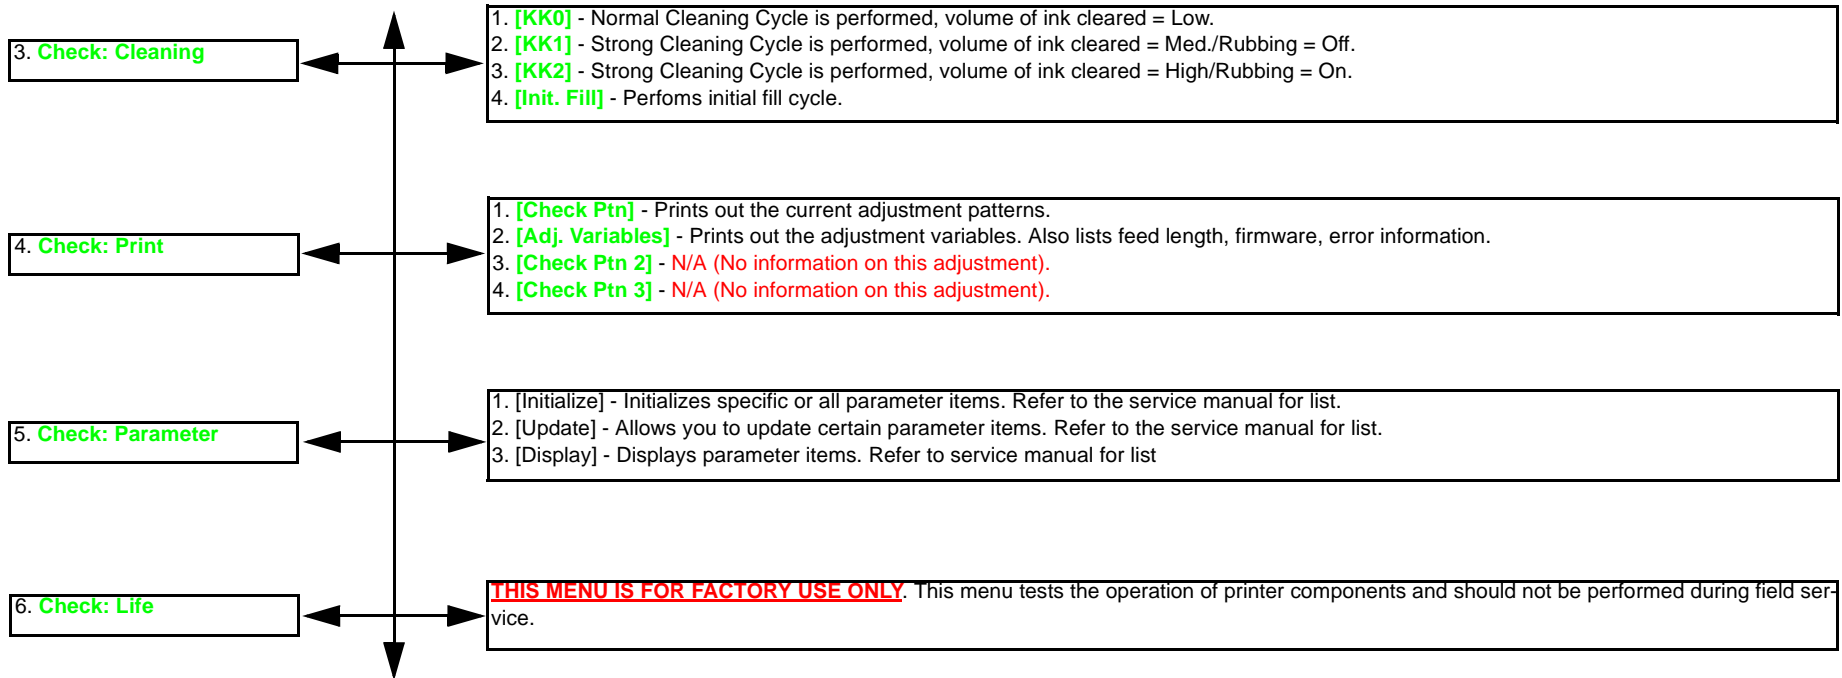 3. Check: Cleaning
1. [KK0] - Normal Cleaning Cycle is performed, volume of ink cleared = Low.
2. [KK1] - Strong Cleaning Cycle is performed, volume of ink cleared = Med./Rubbing = Off.
3. [KK2] - Strong Cleaning Cycle is performed, volume of ink cleared = High/Rubbing = On.
4. [Init. Fill] - Perfoms initial fill cycle.
4. Check: Print
1. [Check Ptn] - Prints out the current adjustment patterns.
2. [Adj. Variables] - Prints out the adjustment variables. Also lists feed length, firmware, error information.
3. [Check Ptn 2] - N/A (No information on this adjustment).
4. [Check Ptn 3] - N/A (No information on this adjustment).
5. Check: Parameter
1. [Initialize] - Initializes specific or all parameter items. Refer to the service manual for list.
2. [Update] - Allows you to update certain parameter items. Refer to the service manual for list.
3. [Display] - Displays parameter items. Refer to service manual for list
6. Check: Life
THIS MENU IS FOR FACTORY USE ONLY. This menu tests the operation of printer components and should not be performed during field ser-
vice.